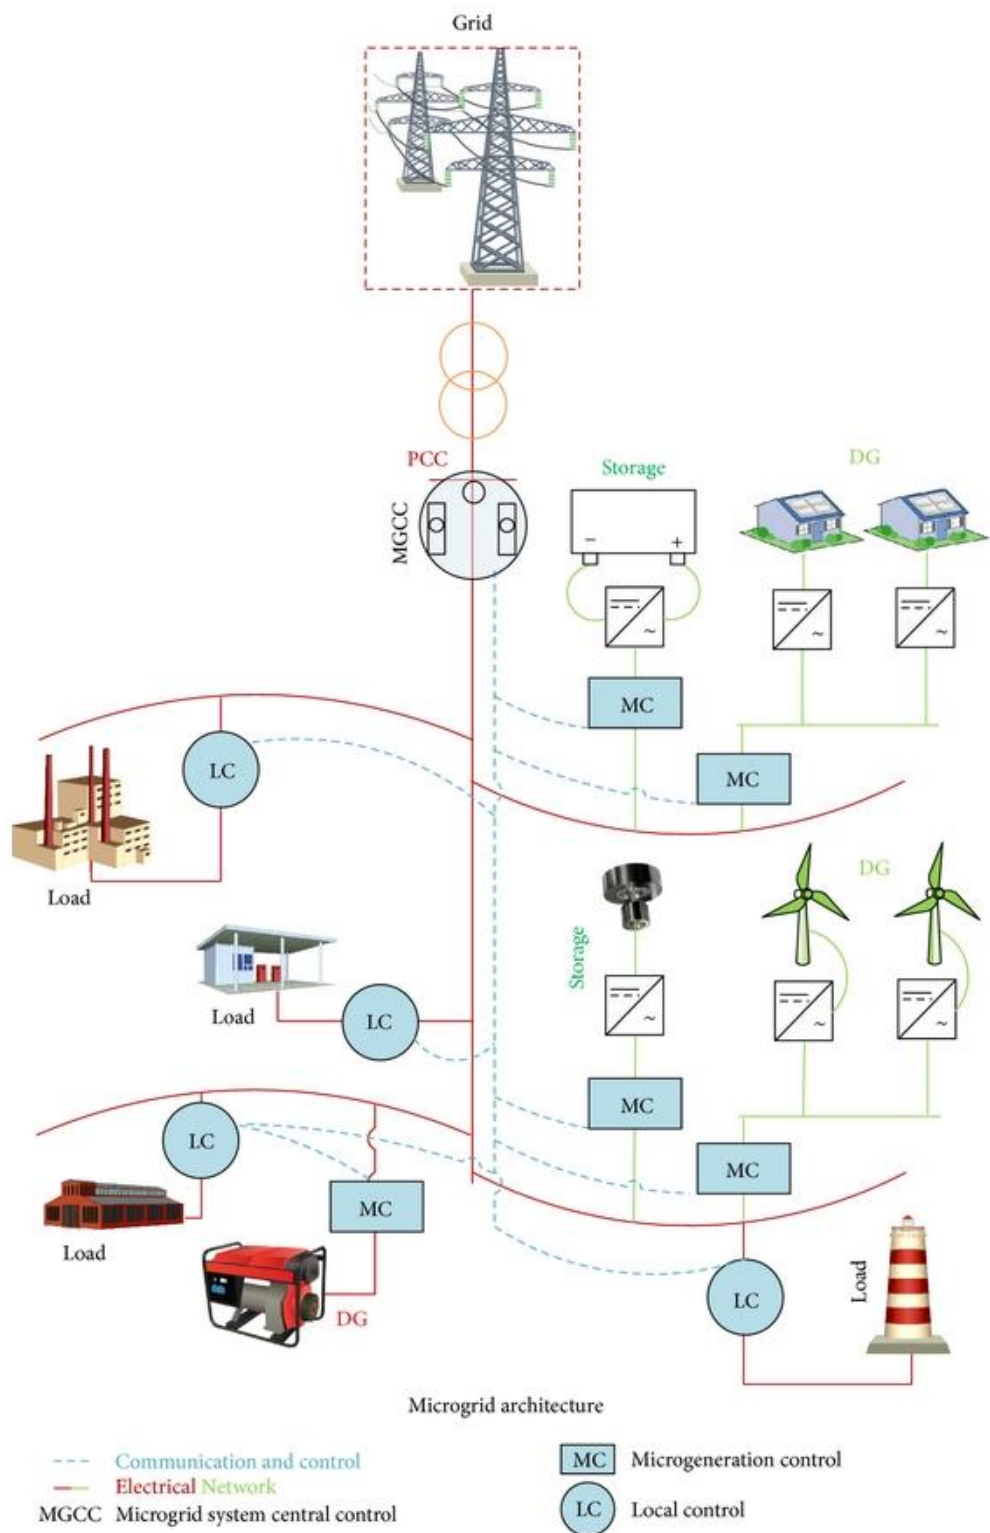 Grid
PCC
MGCC
Storage
DG
− +
~
~
~
MC
LC
MC
Load
DG
Storage
~
~
~
Load
LC
MC
LC
MC
MC
Load
DG
LC
Load
Microgrid architecture
Communication and control
Electrical Network
MGCC Microgrid system central control
MC Microgeneration control
LC Local control